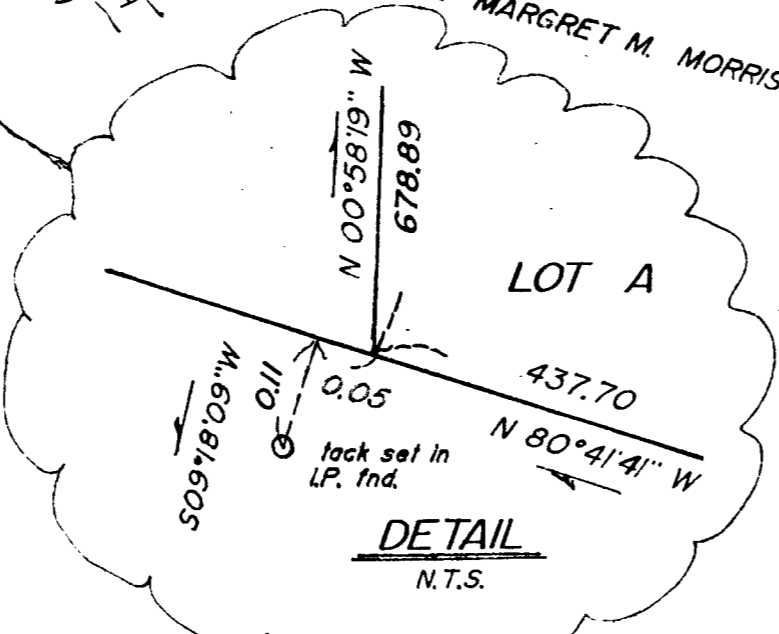 MARGRET M. MORRIS
N 00°58'19" W
678.89
LOT A
437.70
N 80°41'41" W
0.11
0.05
S09°18'09"W
tack set in
I.P. fnd.
DETAIL
N.T.S.